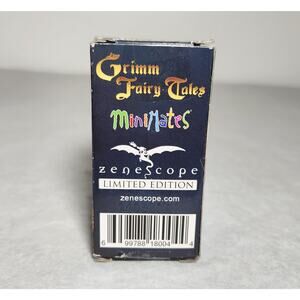 Grimm
Fairy Tales
MiniMates
zenescope
LIMITED EDITION
zenescope.com
6 99788 18004 4